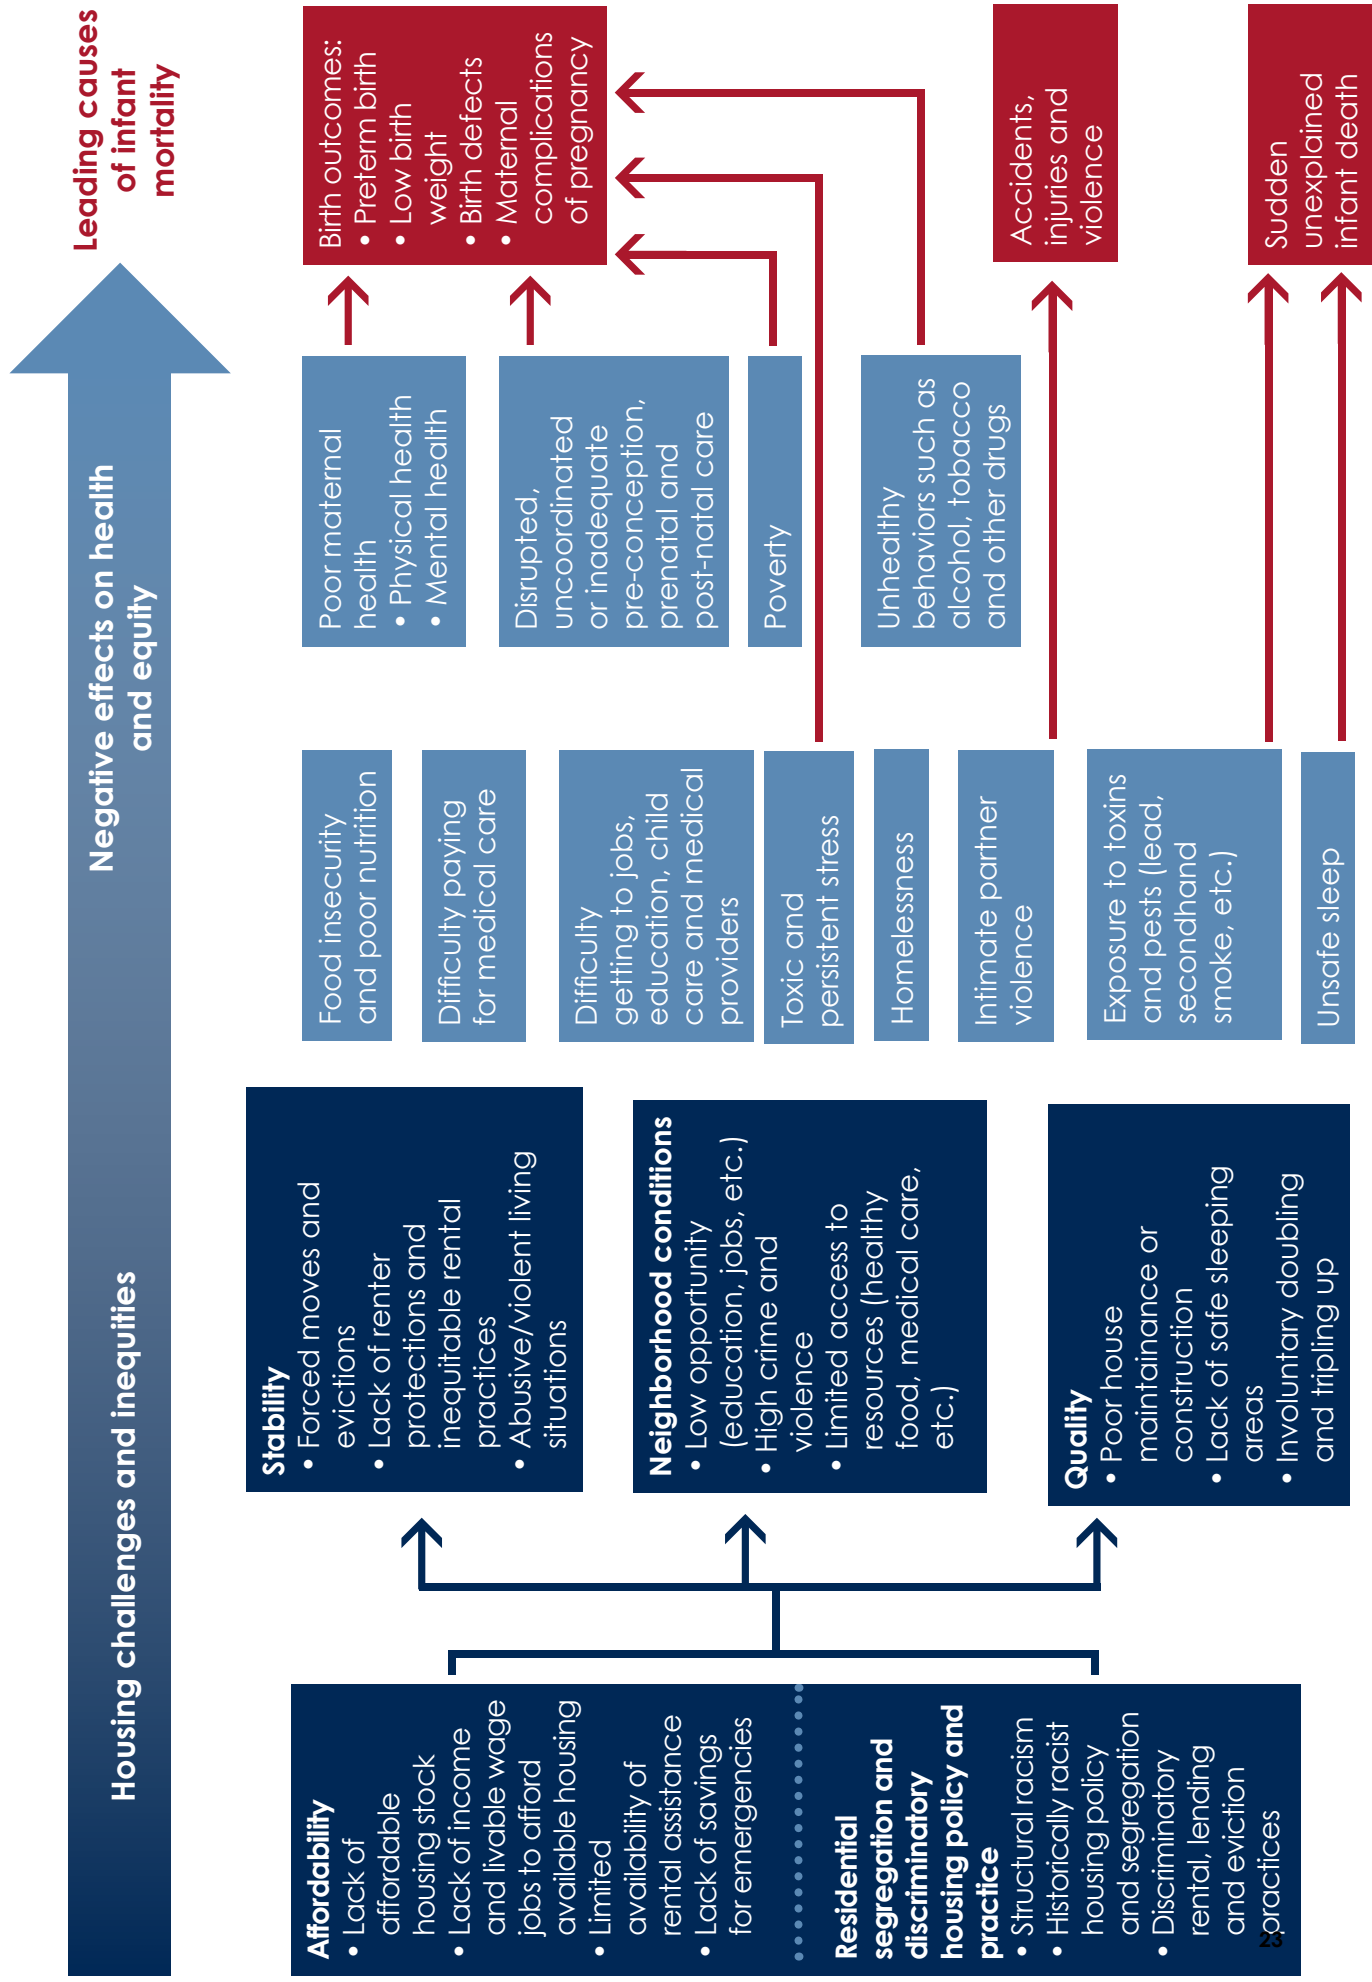 Housing challenges and inequities
Negative effects on health
and equity
Leading causes
of infant
mortality
Affordability
• Lack of
affordable
housing stock
• Lack of income
and livable wage
jobs to afford
available housing
• Limited
availability of
rental assistance
• Lack of savings
for emergencies
Residential
segregation and
discriminatory
housing policy and
practice
• Structural racism
• Historically racist
housing policy
and segregation
• Discriminatory
rental, lending
and eviction
practices
Stability
• Forced moves and
evictions
• Lack of renter
protections and
inequitable rental
practices
• Abusive/violent living
situations
Neighborhood conditions
• Low opportunity
(education, jobs, etc.)
• High crime and
violence
• Limited access to
resources (healthy
food, medical care,
etc.)
Quality
• Poor house
maintenance or
construction
• Lack of safe sleeping
areas
• Involuntary doubling
and tripling up
Food insecurity
and poor nutrition
Difficulty paying
for medical care
Difficulty
getting to jobs,
education, child
care and medical
providers
Toxic and
persistent stress
Homelessness
Intimate partner
violence
Exposure to toxins
and pests (lead,
secondhand
smoke, etc.)
Unsafe sleep
Poor maternal
health
• Physical health
• Mental health
Disrupted,
uncoordinated
or inadequate
pre-conception,
prenatal and
post-natal care
Poverty
Unhealthy
behaviors such as
alcohol, tobacco
and other drugs
Birth outcomes:
• Preterm birth
• Low birth
weight
• Birth defects
• Maternal
complications
of pregnancy
Accidents,
injuries and
violence
Sudden
unexplained
infant death
23